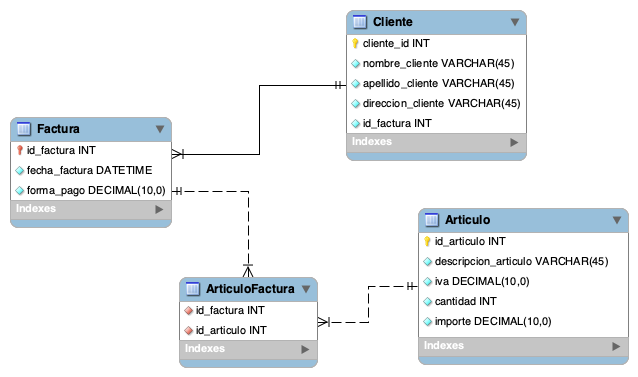 Cliente
cliente_id INT
nombre_cliente VARCHAR(45)
apellido_cliente VARCHAR(45)
direccion_cliente VARCHAR(45)
id_factura INT
Indexes
Factura
id_factura INT
fecha_factura DATETIME
forma_pago DECIMAL(10,0)
Indexes
Articulo
id_articulo INT
descripcion_articulo VARCHAR(45)
iva DECIMAL(10,0)
cantidad INT
importe DECIMAL(10,0)
Indexes
ArticuloFactura
id_factura INT
id_articulo INT
Indexes